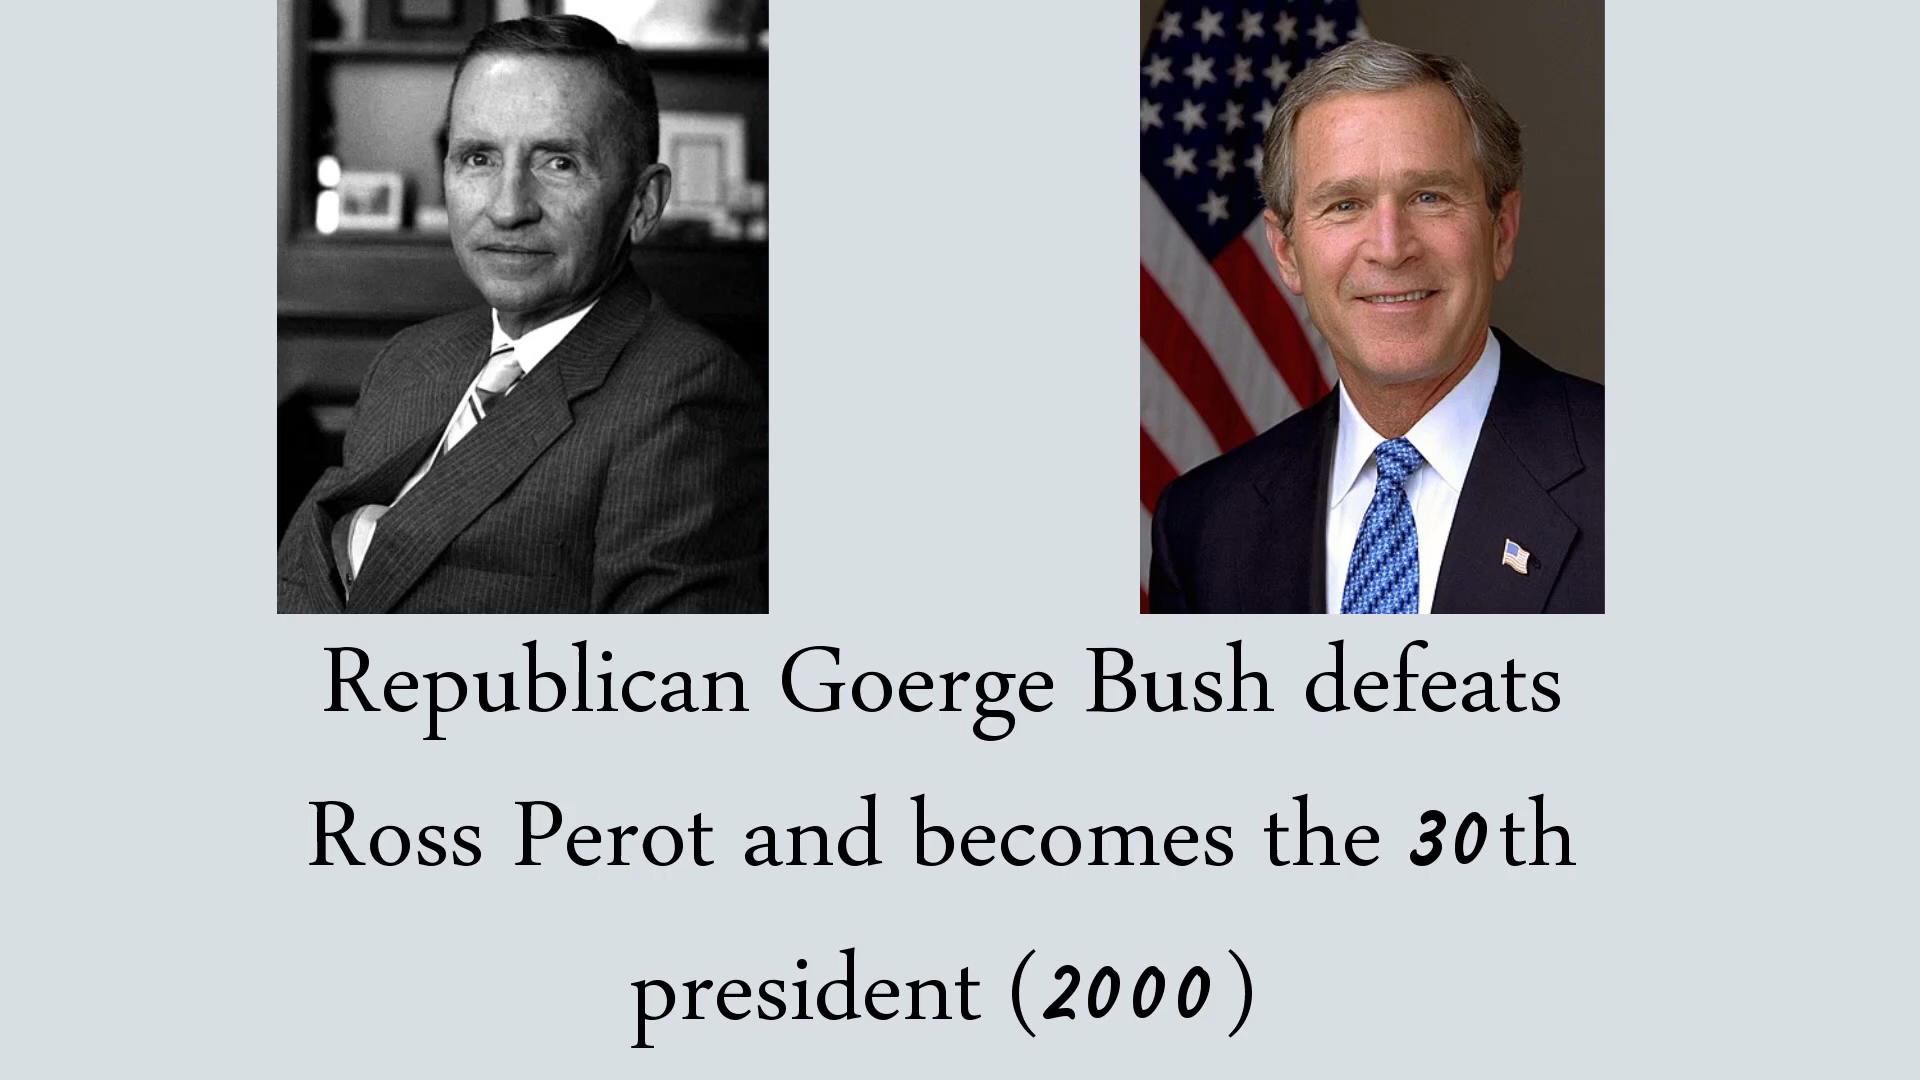 Republican Goerge Bush defeats
Ross Perot and becomes the 30th
president (2000)